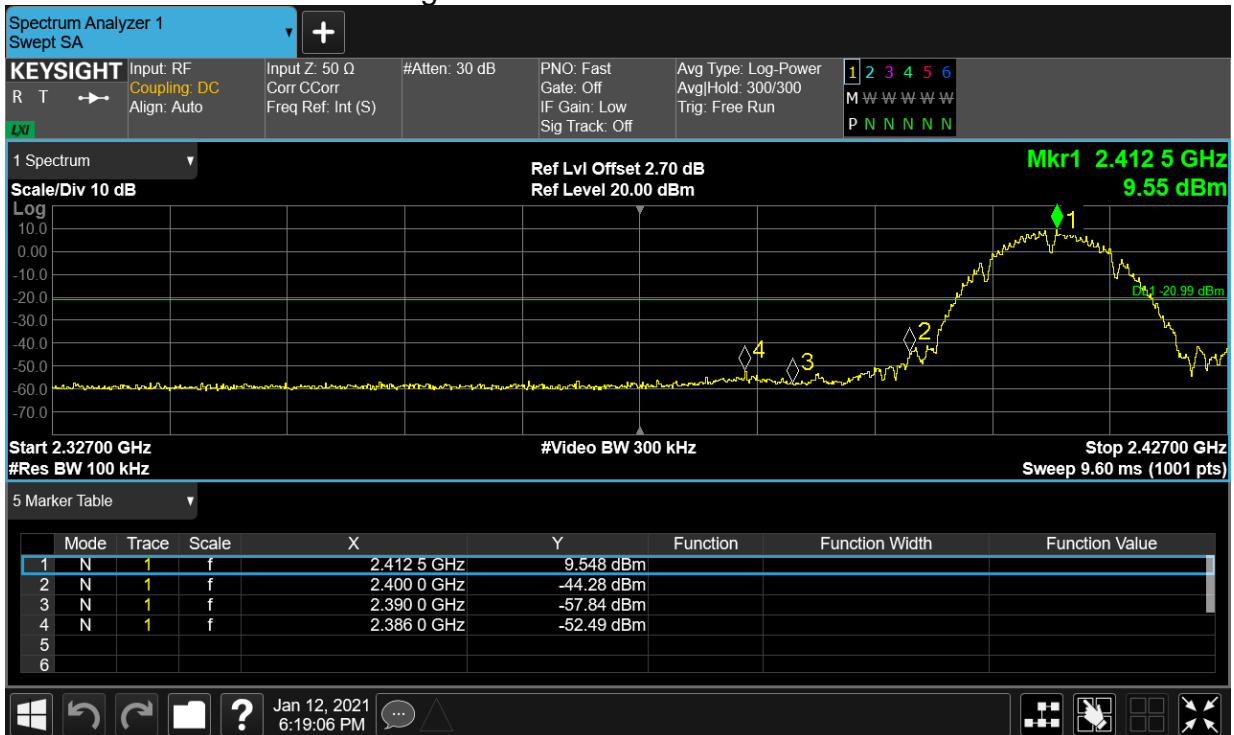 Spectrum Analyzer 1
Swept SA
KEYSIGHT Input: RF Input Z: 50 Ω #Atten: 30 dB PNO: Fast Avg Type: Log-Power 1 2 3 4 5 6
R T Coupling: DC Corr CCorr Gate: Off Avg|Hold: 300/300 M W W W W W
Align: Auto Freq Ref: Int (S) IF Gain: Low Trig: Free Run
LXI Sig Track: Off P N N N N N
1 Spectrum Ref Lvl Offset 2.70 dB Mkr1 2.412 5 GHz
Scale/Div 10 dB Ref Level 20.00 dBm 9.55 dBm
Log
10.0 1
0.00
-10.0
-20.0 DL1 -20.99 dBm
-30.0
-40.0 2
-50.0 4 3
-60.0
-70.0
Start 2.32700 GHz #Video BW 300 kHz Stop 2.42700 GHz
#Res BW 100 kHz Sweep 9.60 ms (1001 pts)
5 Marker Table
Mode Trace Scale X Y Function Function Width Function Value
1 N 1 f 2.412 5 GHz 9.548 dBm
2 N 1 f 2.400 0 GHz -44.28 dBm
3 N 1 f 2.390 0 GHz -57.84 dBm
4 N 1 f 2.386 0 GHz -52.49 dBm
5
6
? Jan 12, 2021
6:19:06 PM